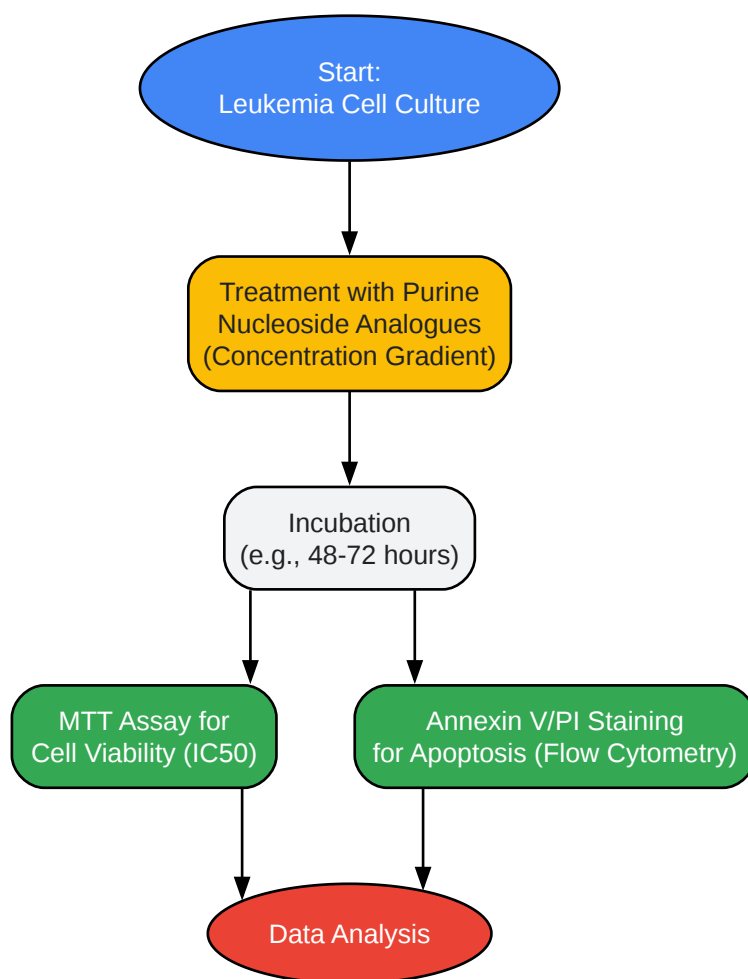 Start:
Leukemia Cell Culture
Treatment with Purine
Nucleoside Analogues
(Concentration Gradient)
Incubation
(e.g., 48-72 hours)
MTT Assay for
Cell Viability (IC50)
Annexin V/PI Staining
for Apoptosis (Flow Cytometry)
Data Analysis